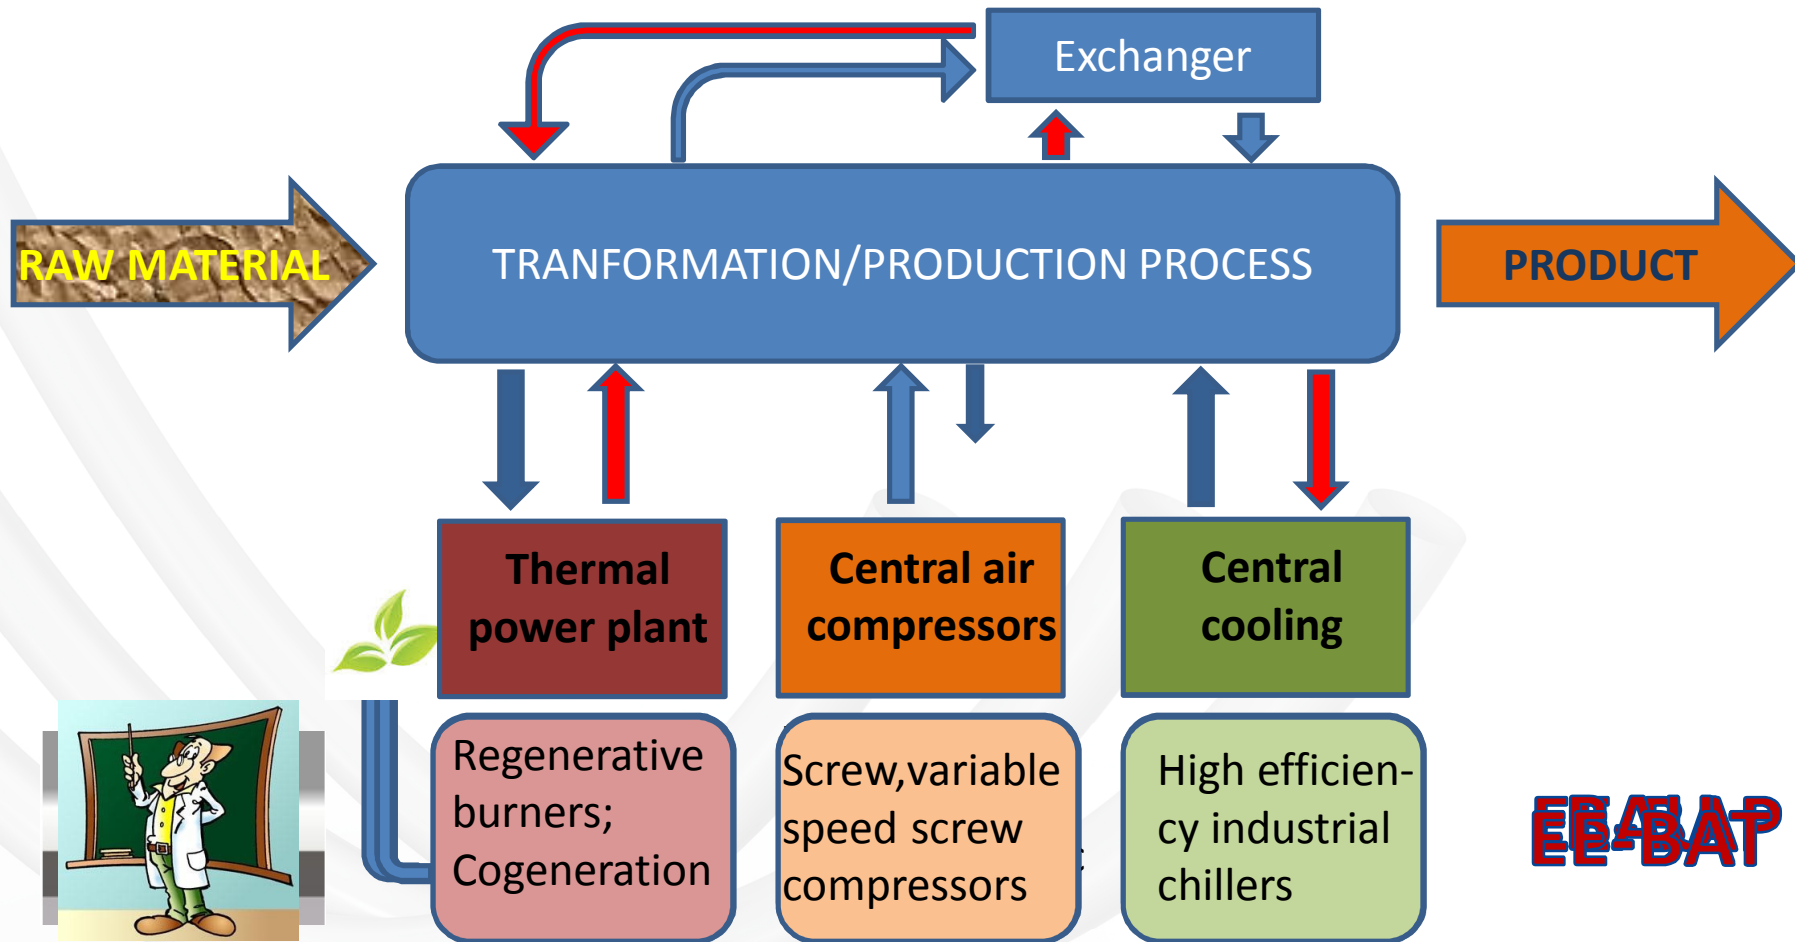 Exchanger
RAW MATERIAL
TRANFORMATION/PRODUCTION PROCESS
PRODUCT
Thermal
power plant
Central air
compressors
Central
cooling
Regenerative
burners;
Cogeneration
Screw,variable
speed screw
compressors
High efficien-
cy industrial
chillers
EE-BAT